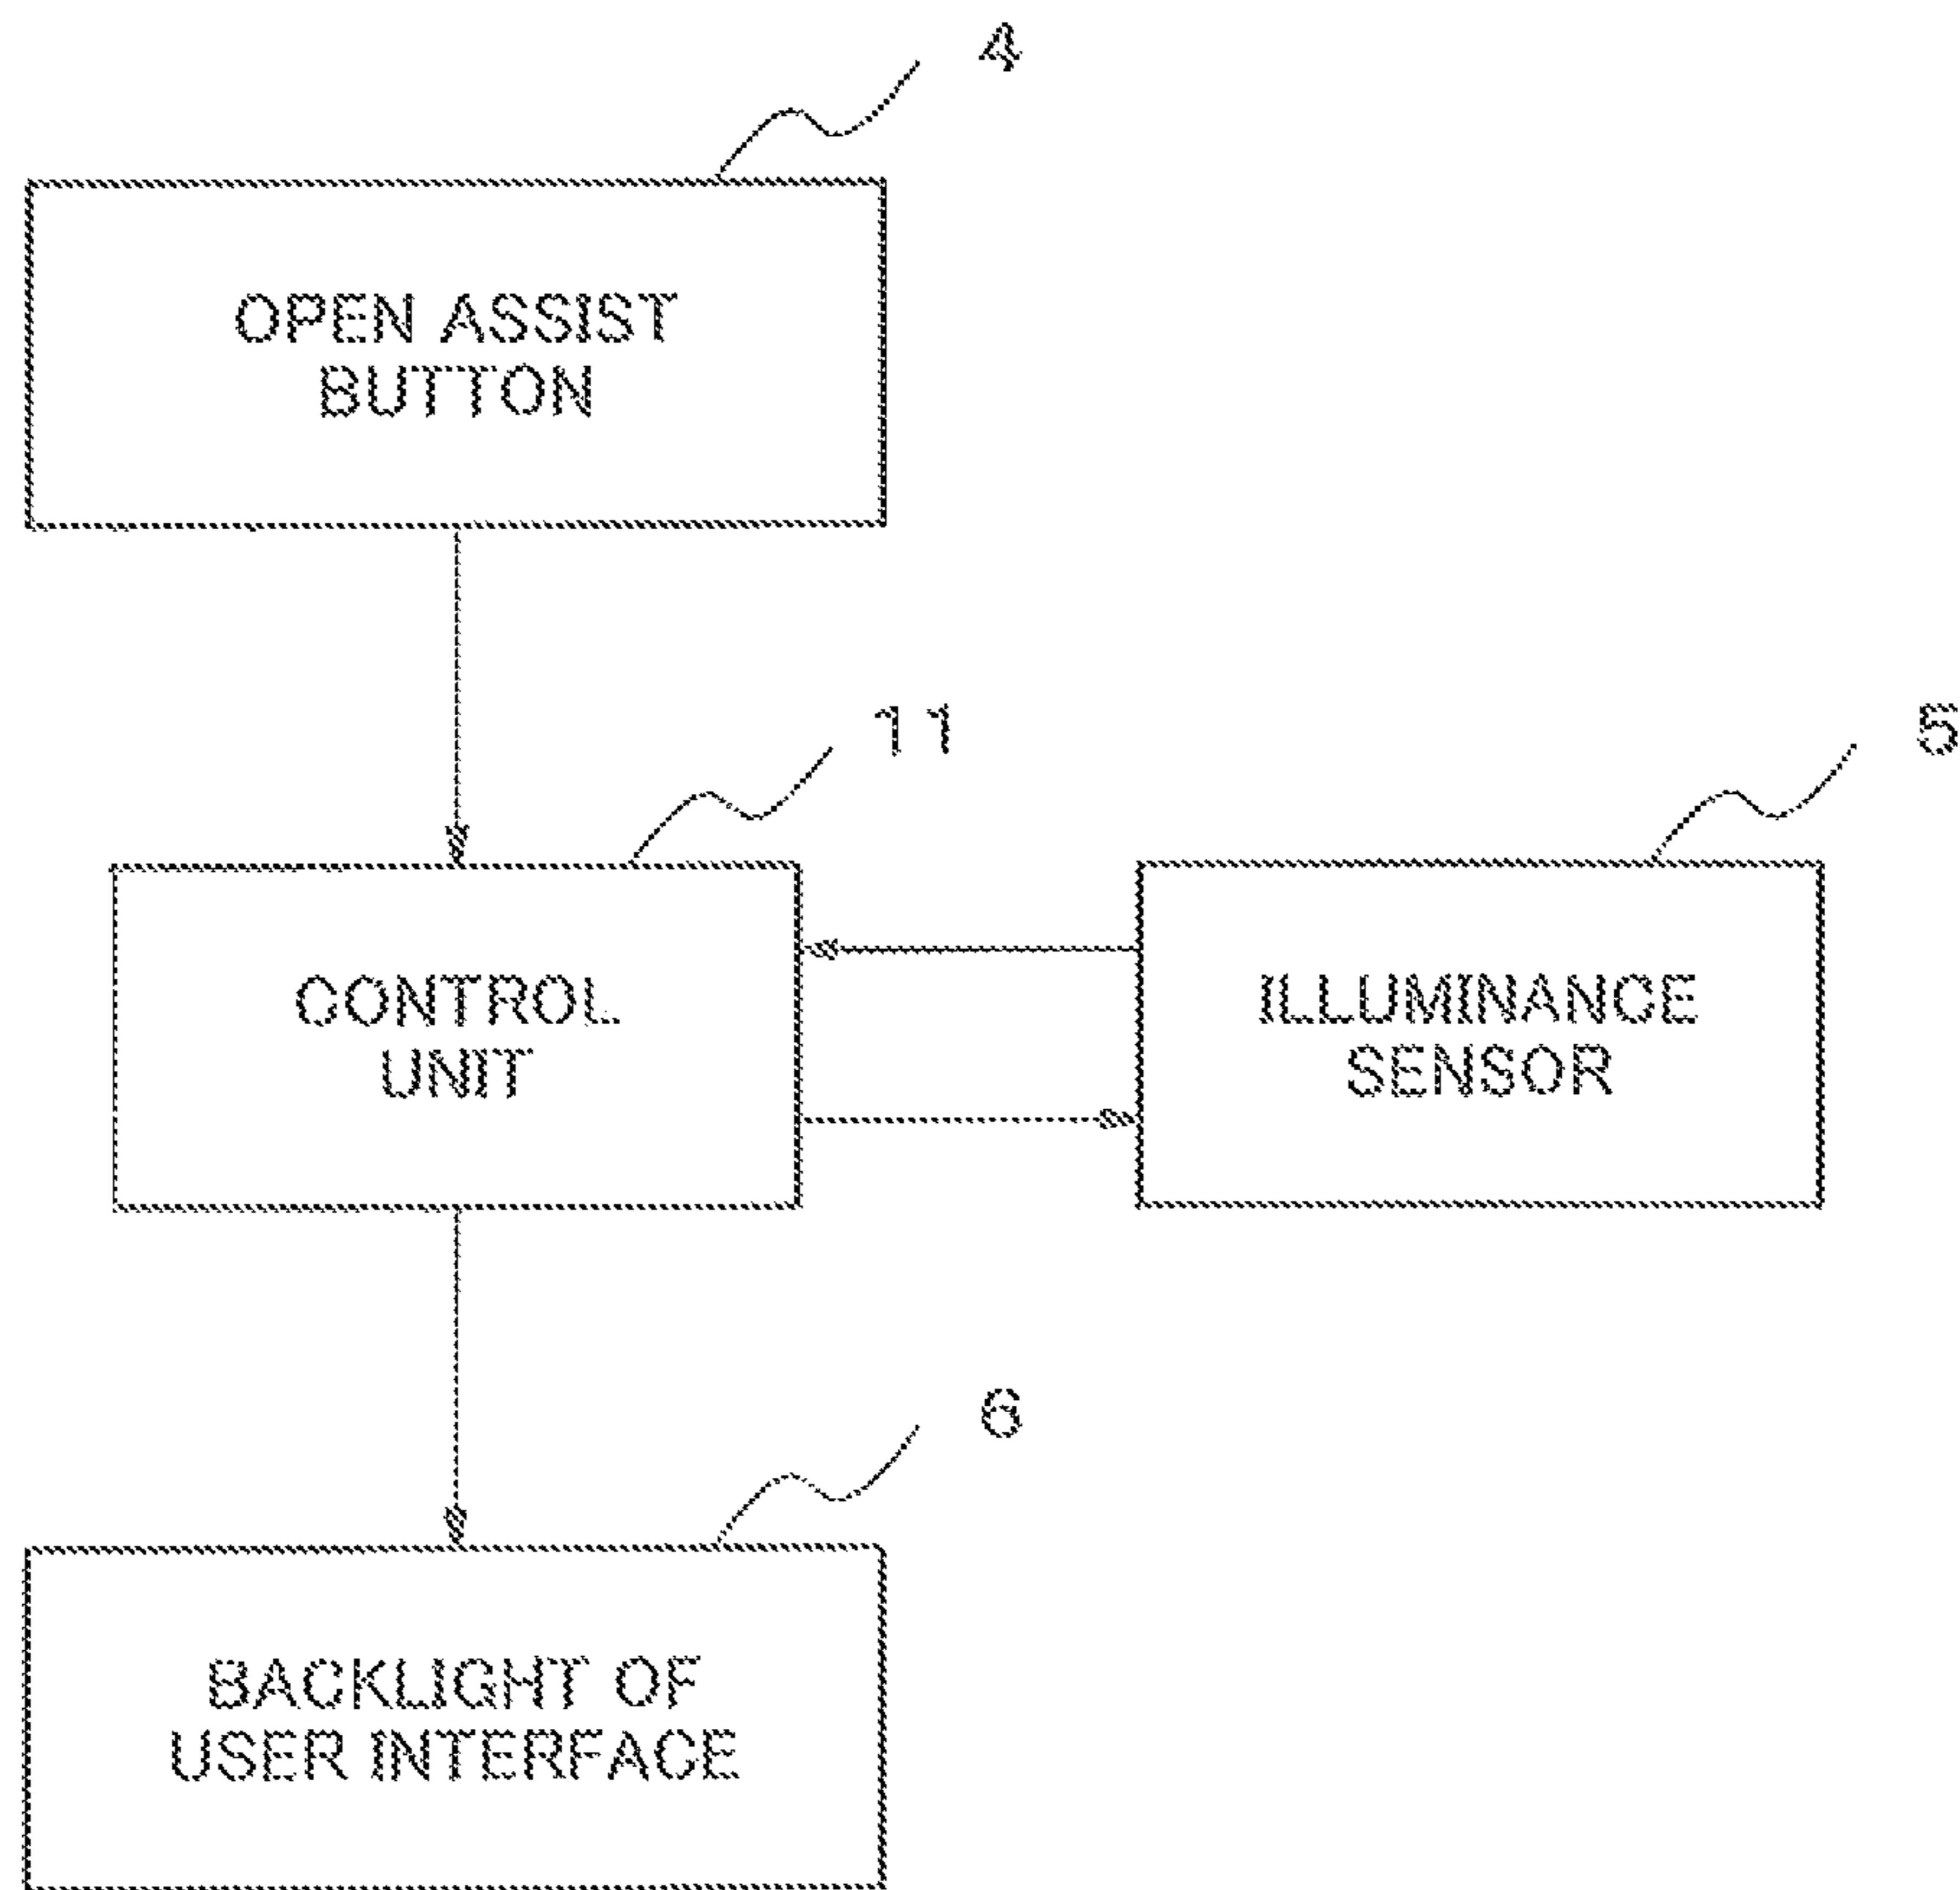 4
OPEN ASSIST
BUTTON
11
5
CONTROL
UNIT
ILLUMINANCE
SENSOR
6
BACKLIGHT OF
USER INTERFACE